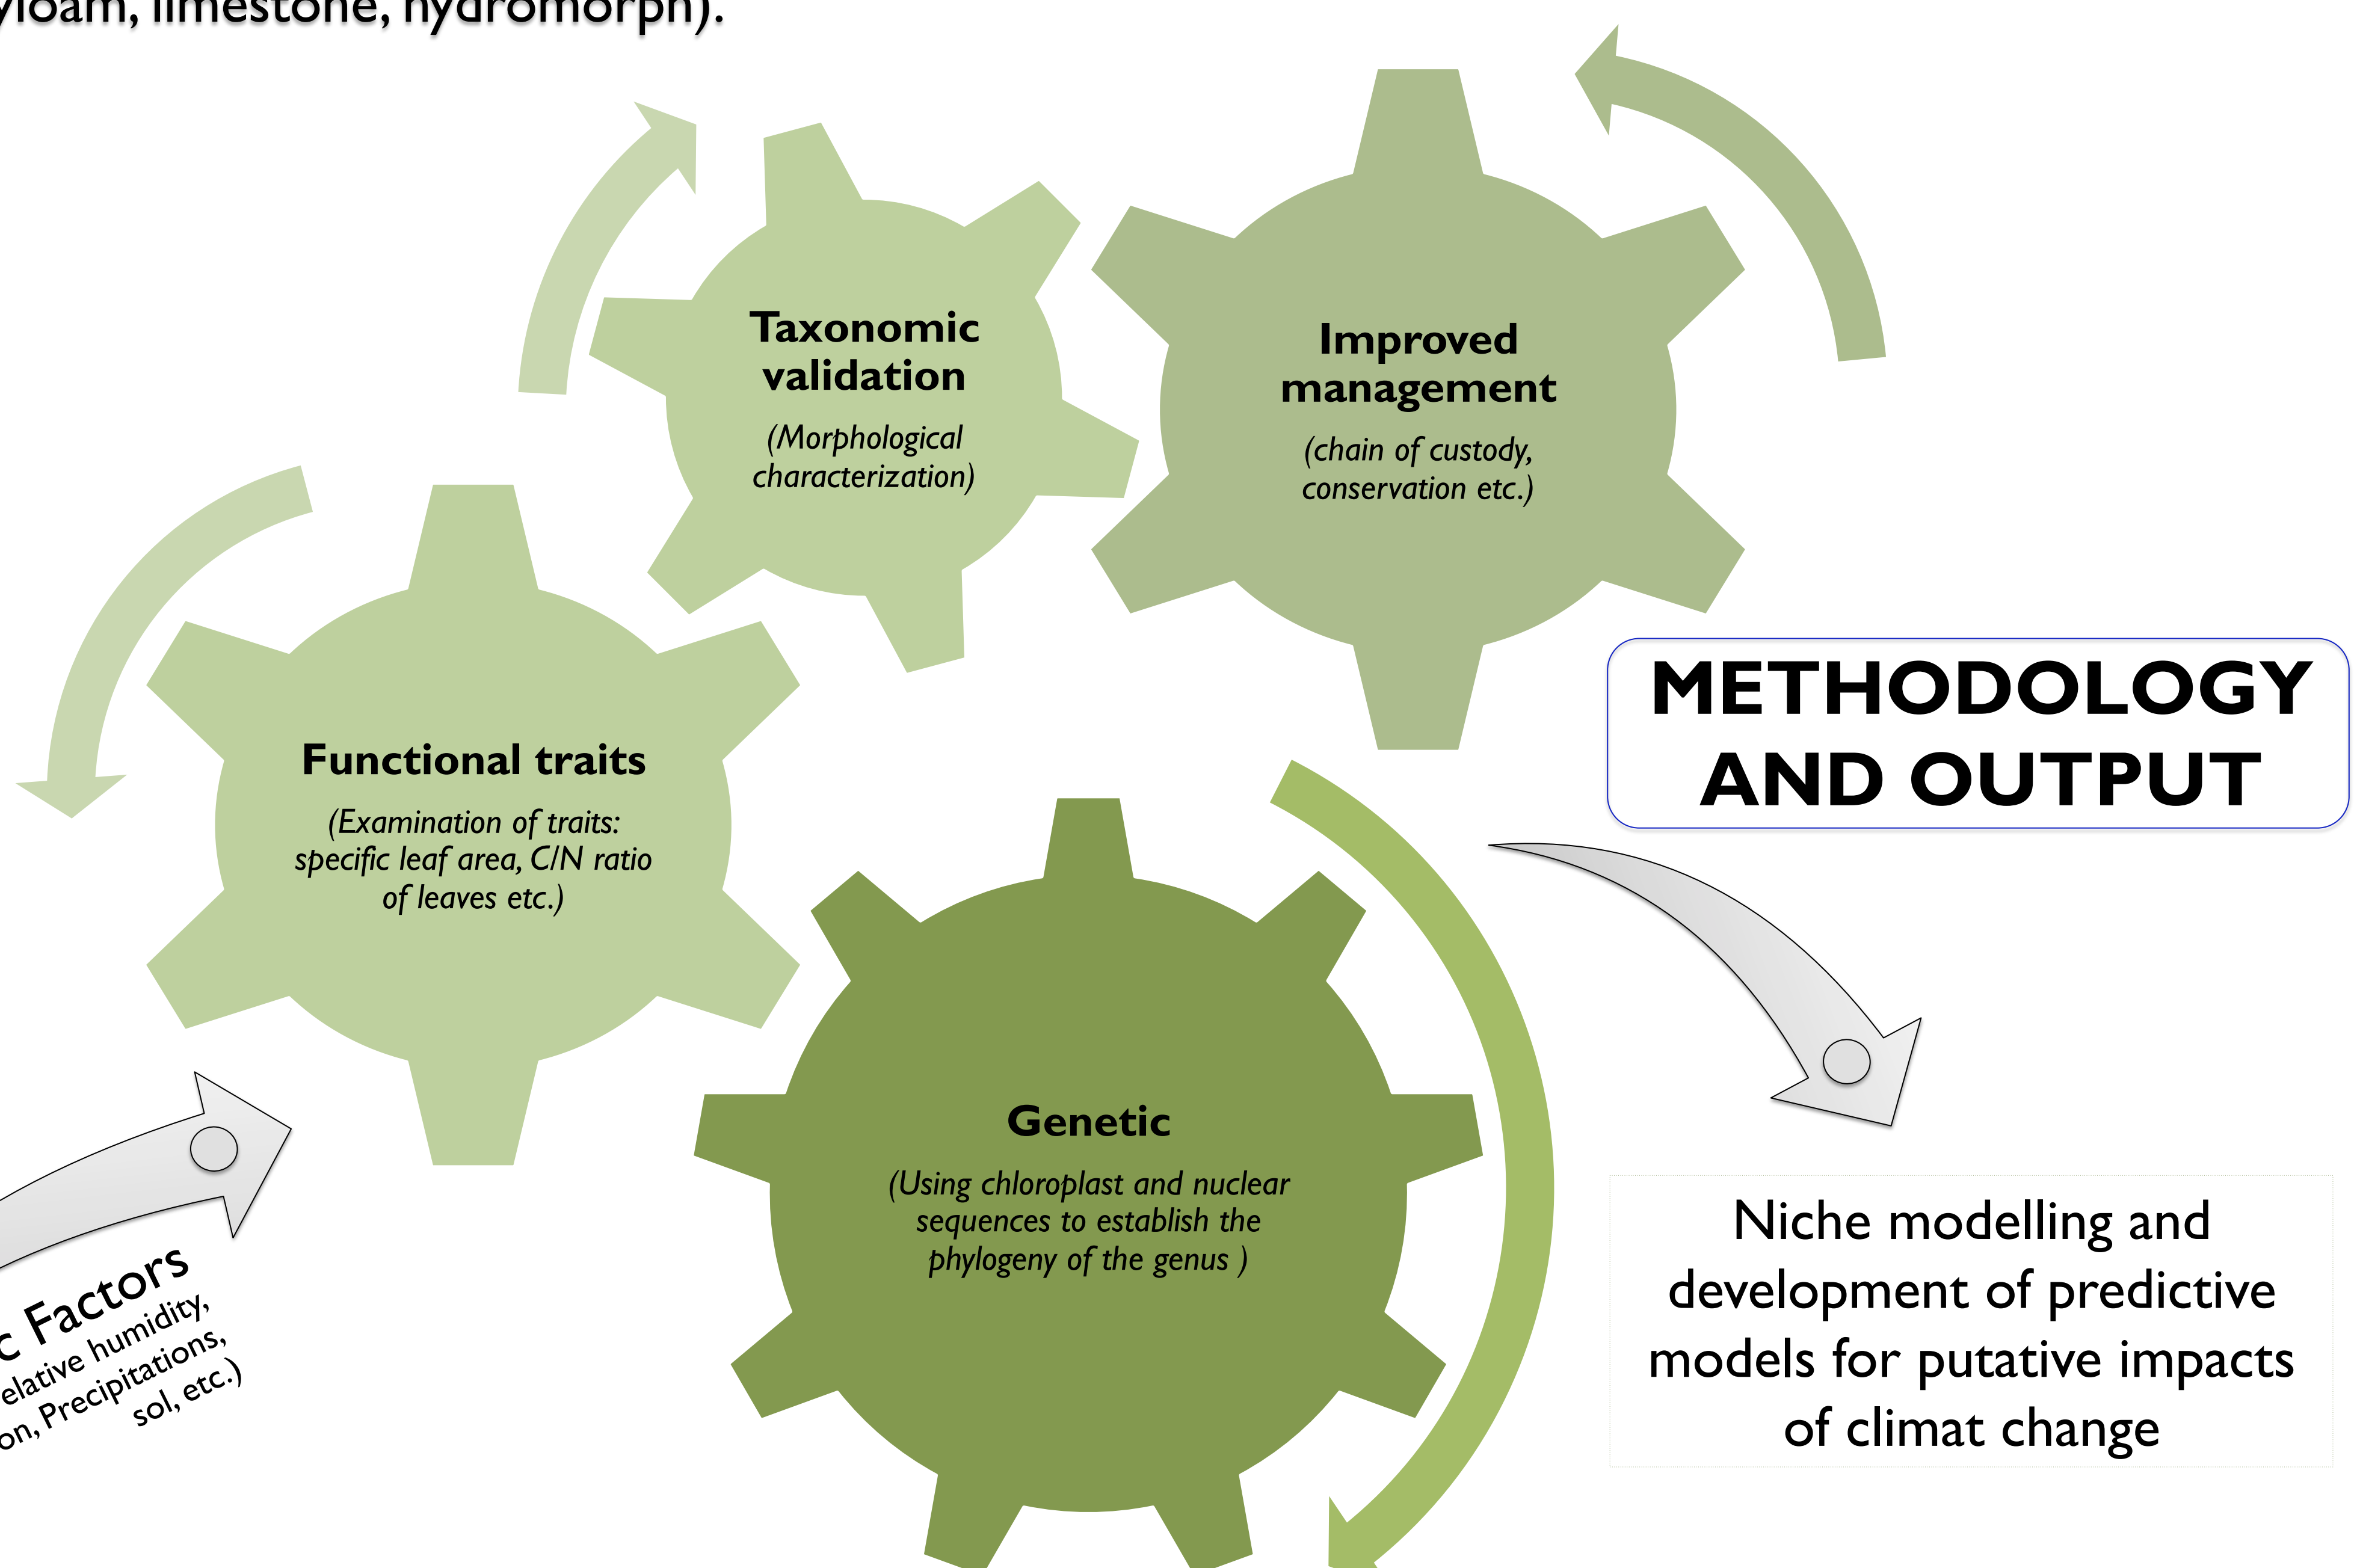 limestone, hydromorph).
Taxonomic
validation
(Morphological
characterization)
Improved
management
(chain of custody,
conservation etc.)
Functional traits
(Examination of traits:
specific leaf area, C/N ratio
of leaves etc.)
METHODOLOGY
AND OUTPUT
Genetic
(Using chloroplast and nuclear
sequences to establish the
phylogeny of the genus )
Factors
humidity,
Precipitations,
sol, etc.)
Niche modelling and
development of predictive
models for putative impacts
of climat change